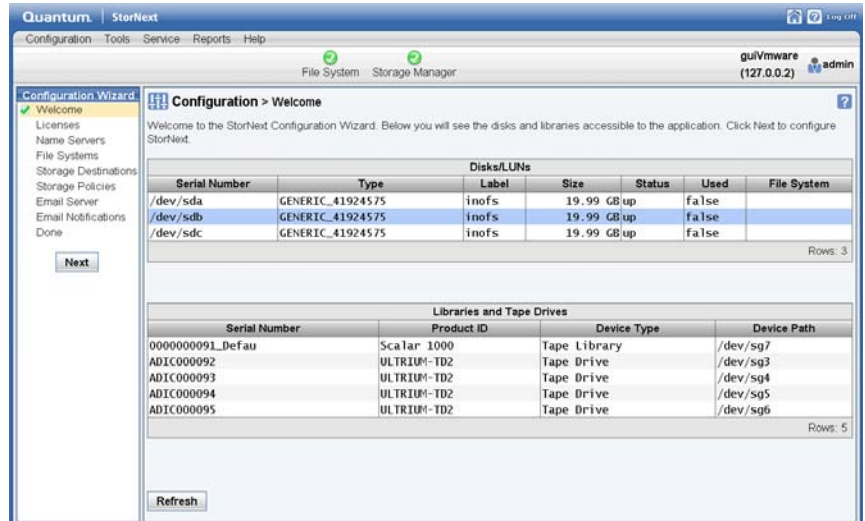 Quantum. StorNext
Log Off
Configuration Tools Service Reports Help
File System Storage Manager
guiVmware
(127.0.0.2)
admin
Configuration Wizard
Welcome
Licenses
Name Servers
File Systems
Storage Destinations
Storage Policies
Email Server
Email Notifications
Done
Next
Configuration > Welcome
?
Welcome to the StorNext Configuration Wizard. Below you will see the disks and libraries accessible to the application. Click Next to configure
StorNext.
Disks/LUNs
Serial Number Type Label Size Status Used File System
/dev/sda GENERIC_41924575 inofs 19.99 GB up false
/dev/sdb GENERIC_41924575 inofs 19.99 GB up false
/dev/sdc GENERIC_41924575 inofs 19.99 GB up false
Rows: 3
Libraries and Tape Drives
Serial Number Product ID Device Type Device Path
0000000091_Defau Scalar 1000 Tape Library /dev/sg7
ADIC000092 ULTRIUM-TD2 Tape Drive /dev/sg3
ADIC000093 ULTRIUM-TD2 Tape Drive /dev/sg4
ADIC000094 ULTRIUM-TD2 Tape Drive /dev/sg5
ADIC000095 ULTRIUM-TD2 Tape Drive /dev/sg6
Rows: 5
Refresh